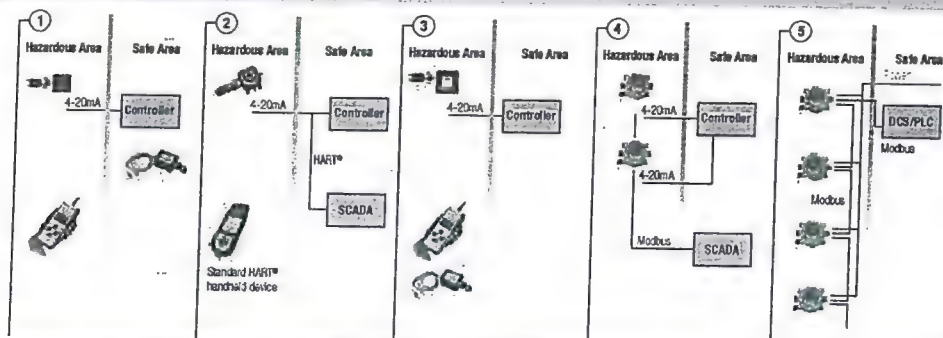 1
Hazardous Area Safe Area
4-20mA
Controller
2
Hazardous Area Safe Area
4-20mA
Controller
HART®
SCADA
Standard HART®
handheld device
3
Hazardous Area Safe Area
4-20mA
Controller
4
Hazardous Area Safe Area
4-20mA
Controller
4-20mA
Modbus
SCADA
5
Hazardous Area Safe Area
Power
DCS/PLC
Modbus
Modbus